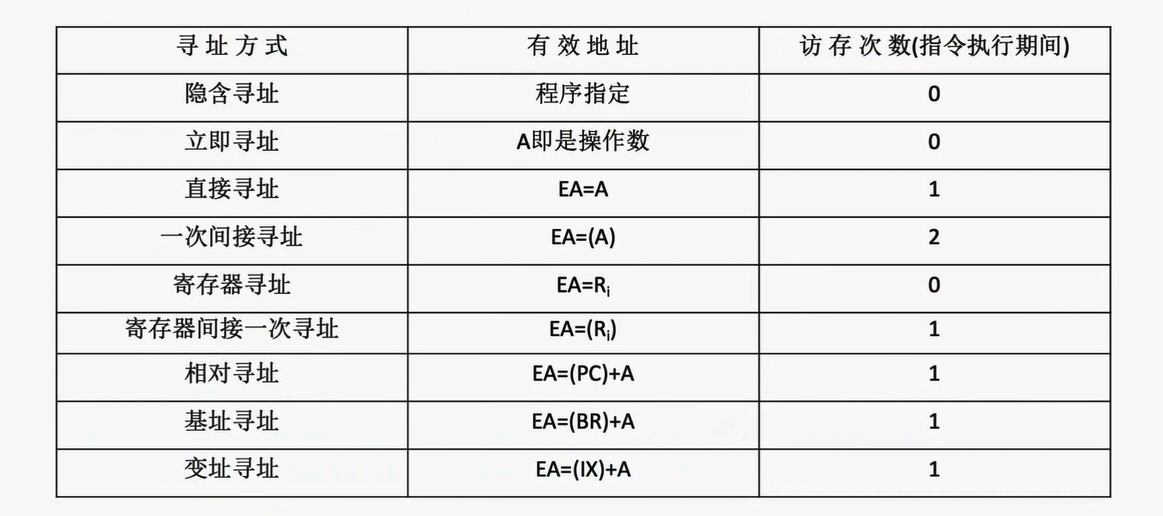 寻址方式 有效地址 访存次数(指令执行期间)
隐含寻址 程序指定 0
立即寻址 A即是操作数 0
直接寻址 EA=A 1
一次间接寻址 EA=(A) 2
寄存器寻址 EA=Ri 0
寄存器间接一次寻址 EA=(Ri) 1
相对寻址 EA=(PC)+A 1
基址寻址 EA=(BR)+A 1
变址寻址 EA=(IX)+A 1